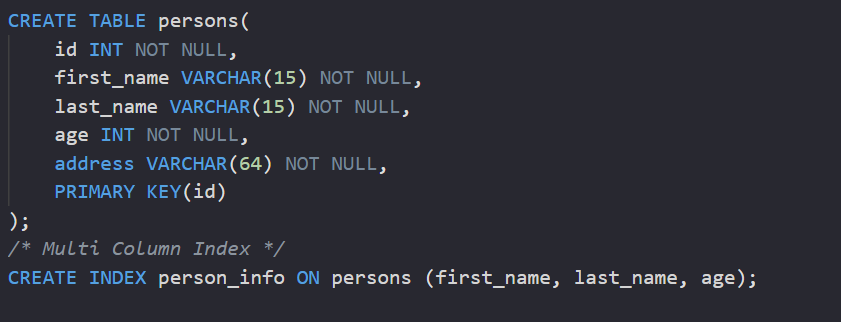 CREATE TABLE persons(
    id INT NOT NULL,
    first_name VARCHAR(15) NOT NULL,
    last_name VARCHAR(15) NOT NULL,
    age INT NOT NULL,
    address VARCHAR(64) NOT NULL,
    PRIMARY KEY(id)
);
/* Multi Column Index */
CREATE INDEX person_info ON persons (first_name, last_name, age);